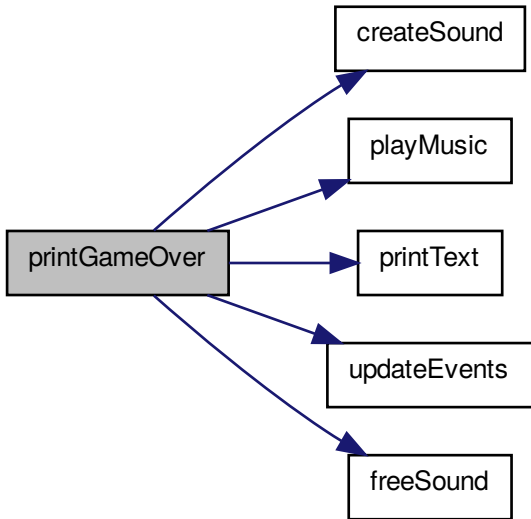 createSound
playMusic
printGameOver
printText
updateEvents
freeSound